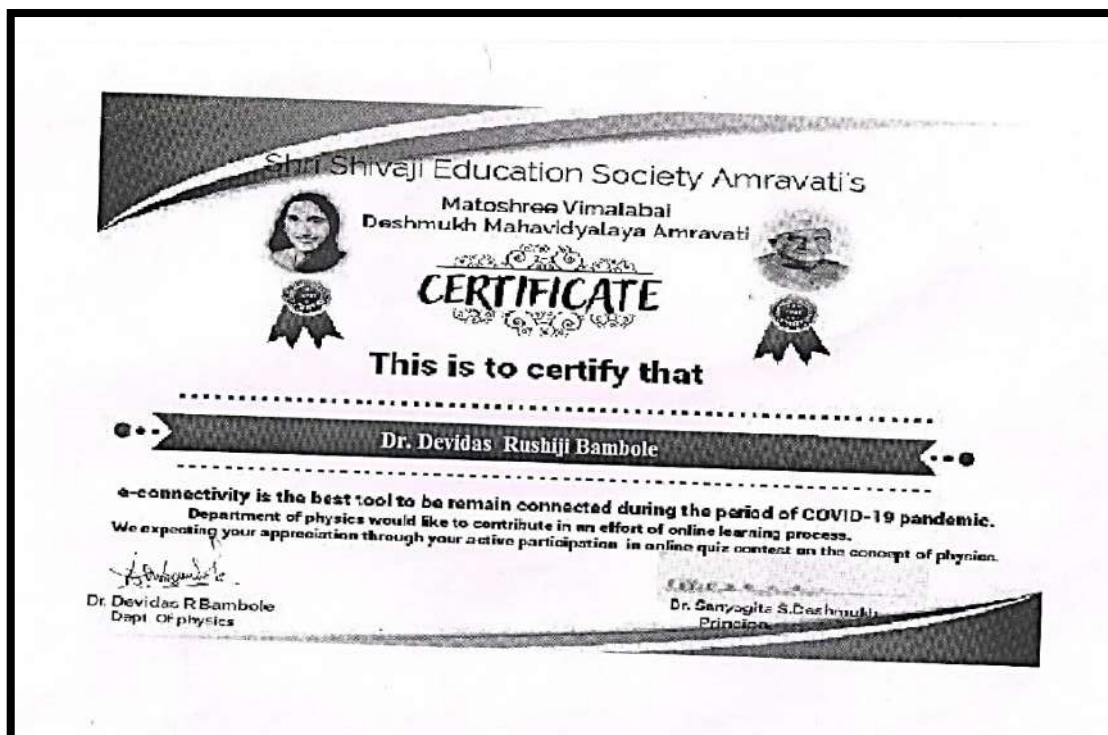 Shri Shivaji Education Society Amravati's
Matoshree Vimalabai
Deshmukh Mahavidyalaya Amravati
CERTIFICATE
This is to certify that
Dr. Devidas Rushiji Bambole
e-connectivity is the best tool to be remain connected during the period of COVID-19 pandemic.
Department of physics would like to contribute in an effort of online learning process.
We expecting your appreciation through your active participation in online quiz contest on the concept of physics.
Dr. Devidas R Bambole
Dept. Of physics
Dr. Sanyogita S.Deshmukh
Principal